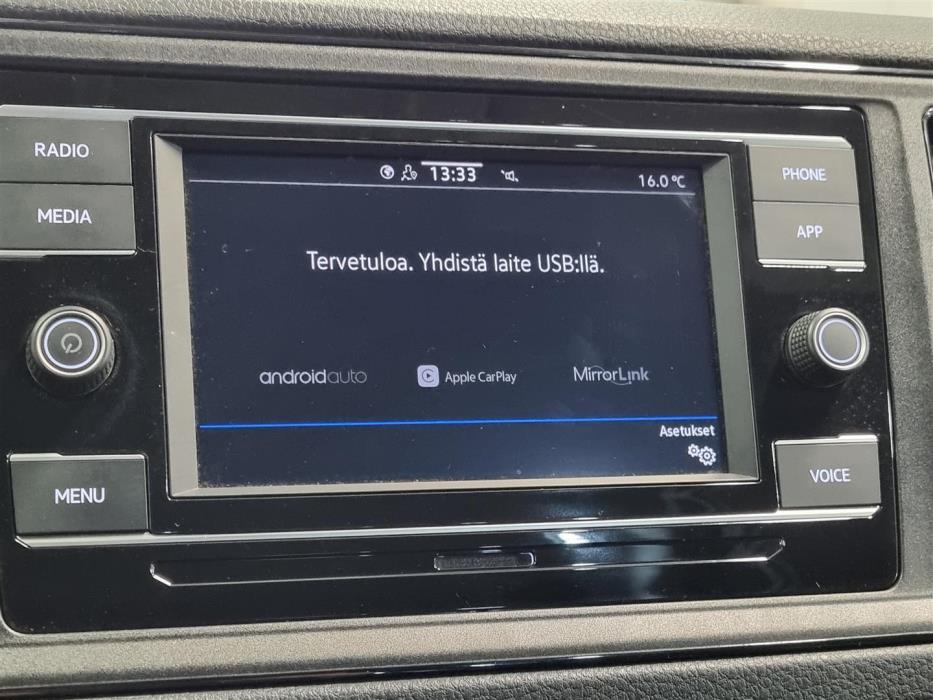 RADIO
MEDIA
MENU
13:33
16.0 °C
Tervetuloa. Yhdistä laite USB:llä.
androidauto
Apple CarPlay
MirrorLink
Asetukset
PHONE
APP
VOICE